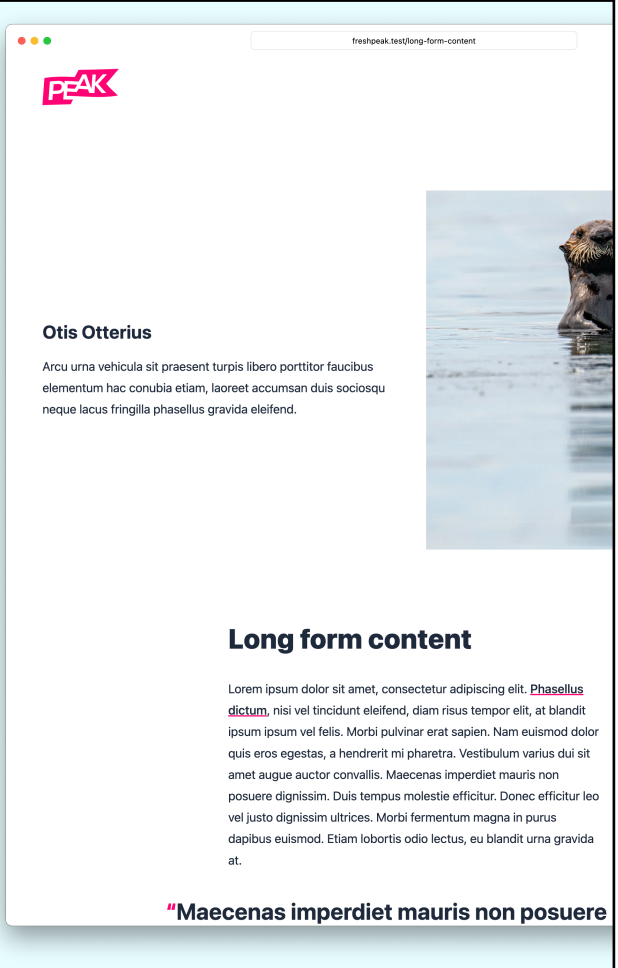 freshpeak.test/long-form-content
PEAK
Otis Otterius
Arcu urna vehicula sit praesent turpis libero porttitor faucibus
elementum hac conubia etiam, laoreet accumsan duis sociosqu
neque lacus fringilla phasellus gravida eleifend.
Long form content
Lorem ipsum dolor sit amet, consectetur adipiscing elit. Phasellus
dictum, nisi vel tincidunt eleifend, diam risus tempor elit, at blandit
ipsum ipsum vel felis. Morbi pulvinar erat sapien. Nam euismod dolor
quis eros egestas, a hendrerit mi pharetra. Vestibulum varius dui sit
amet augue auctor convallis. Maecenas imperdiet mauris non
posuere dignissim. Duis tempus molestie efficitur. Donec efficitur leo
vel justo dignissim ultrices. Morbi fermentum magna in purus
dapibus euismod. Etiam lobortis odio lectus, eu blandit urna gravida
at.
“Maecenas imperdiet mauris non posuere